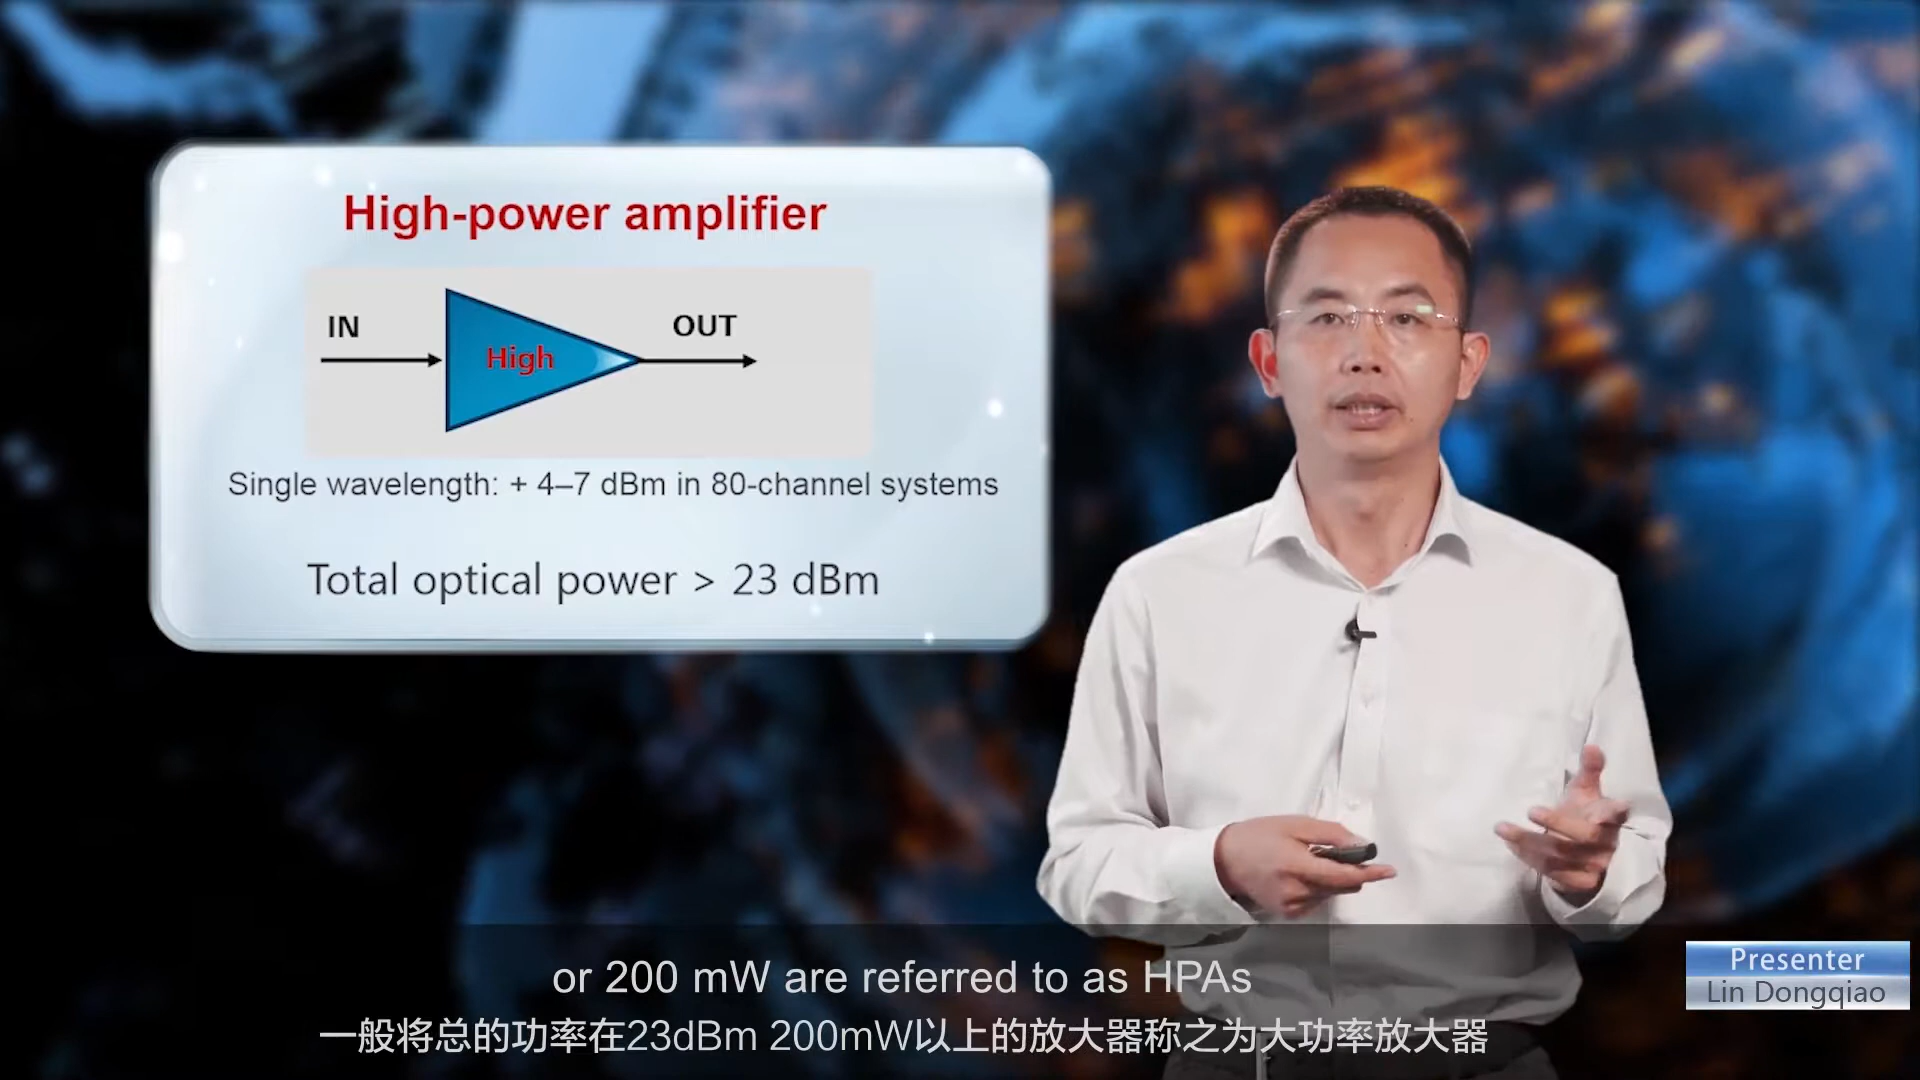 High-power amplifier
IN
High
OUT
Single wavelength: + 4–7 dBm in 80-channel systems
Total optical power > 23 dBm
or 200 mW are referred to as HPAs
一般将总的功率在23dBm 200mW以上的放大器称之为大功率放大器
Presenter
Lin Dongqiao